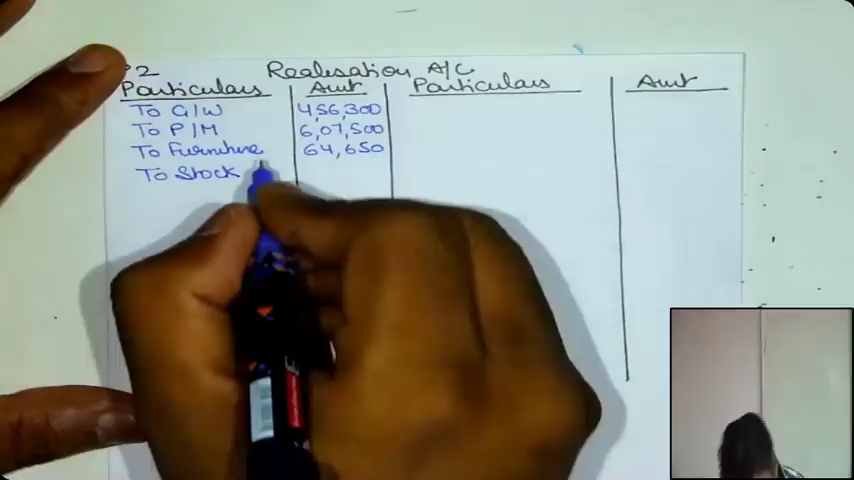 P2 Realisation A/C
Particulars Amt Particulars Amt
To G/W 4,56,300
To P/M 6,07,500
To Furniture 64,650
To Stock